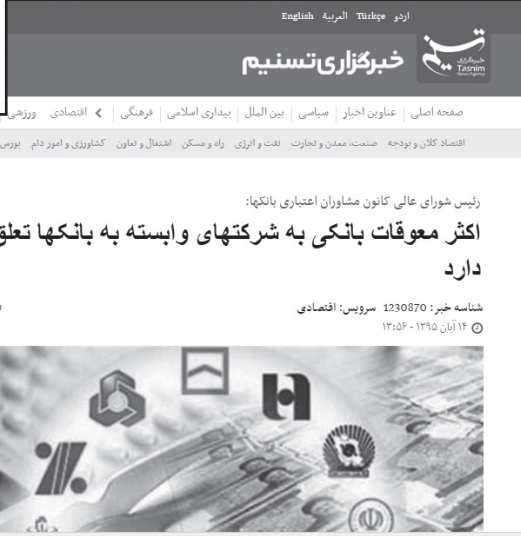 اردو Türkçe العربية English
خبرگزاری تسنیم
خبرگزاری
Tasnim
News Agency
صفحه اصلی | عناوین اخبار | سیاسی | بین الملل | بیداری اسلامی | فرهنگی | اقتصادی ورزشی
اقتصاد کلان و بودجه صنعت، معدن و تجارت نفت و انرژی راه و مسکن اشتغال و تعاون کشاورزی و امور دام بورس
رئیس شورای عالی کانون مشاوران اعتباری بانکها:
اکثر معوقات بانکی به شرکتهای وابسته به بانکها تعلق
دارد
شناسه خبر: 1230870 سرویس: اقتصادی
۱۴ آبان ۱۳۹۵ - ۱۳:۵۶